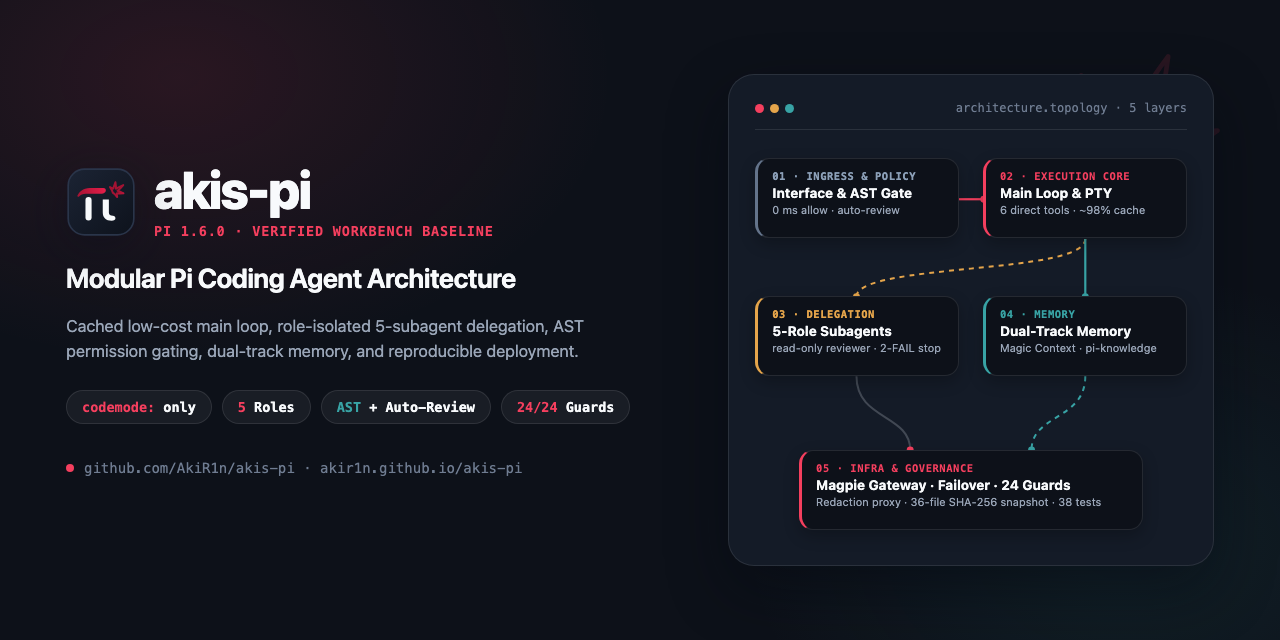 akis-pi
PI 1.6.0 · VERIFIED WORKBENCH BASELINE
Modular Pi Coding Agent Architecture
Cached low-cost main loop, role-isolated 5-subagent delegation, AST
permission gating, dual-track memory, and reproducible deployment.
codemode: only
5 Roles
AST + Auto-Review
24/24 Guards
github.com/AkiR1n/akis-pi · akir1n.github.io/akis-pi
architecture.topology · 5 layers
01 · INGRESS & POLICY
Interface & AST Gate
0 ms allow · auto-review
02 · EXECUTION CORE
Main Loop & PTY
6 direct tools · ~98% cache
03 · DELEGATION
5-Role Subagents
read-only reviewer · 2-FAIL stop
04 · MEMORY
Dual-Track Memory
Magic Context · pi-knowledge
05 · INFRA & GOVERNANCE
Magpie Gateway · Failover · 24 Guards
Redaction proxy · 36-file SHA-256 snapshot · 38 tests